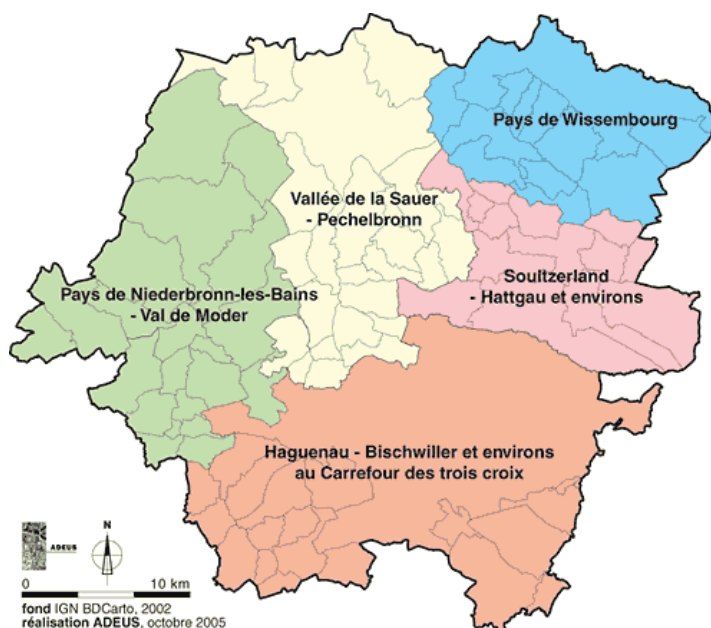 Pays de Wissembourg
Vallée de la Sauer
- Pechelbronn
Soultzerland
- Hattgau et environs
Pays de Niederbronn-les-Bains
- Val de Moder
Haguenau - Bischwiller et environs
au Carrefour des trois croix
ADEUS
N
0 10 km
fond IGN BDCarto, 2002
réalisation ADEUS, octobre 2005